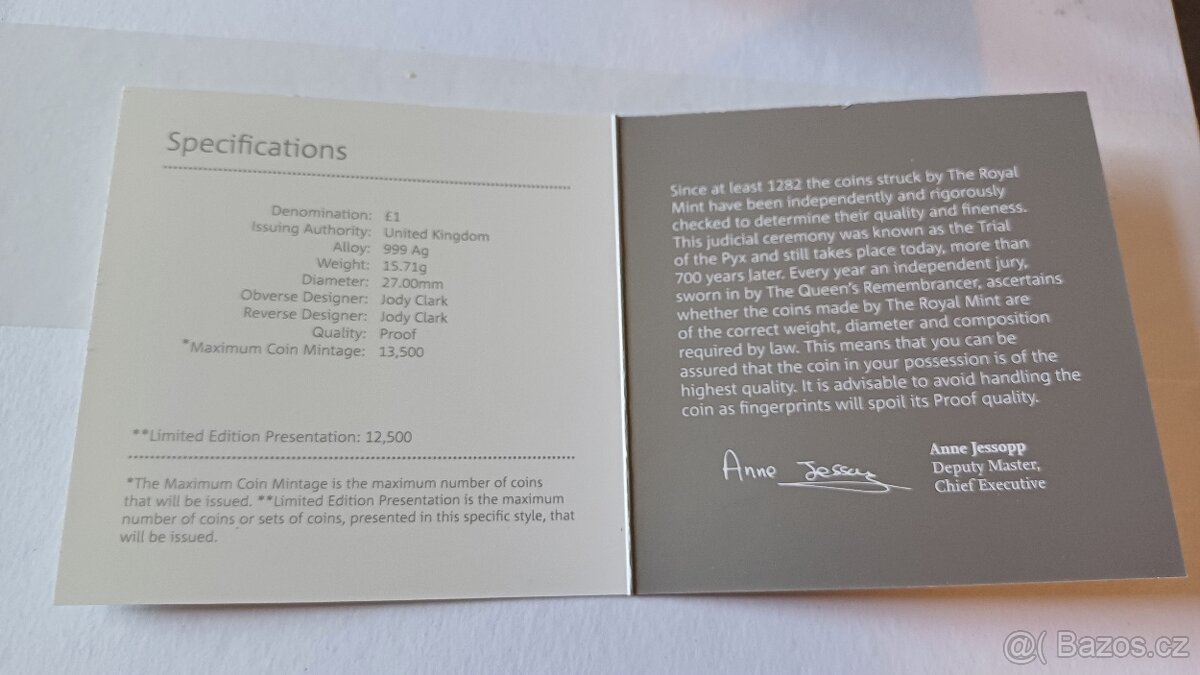 Specifications
Denomination: £1
Issuing Authority: United Kingdom
Alloy: 999 Ag
Weight: 15.71g
Diameter: 27.00mm
Obverse Designer: Jody Clark
Reverse Designer: Jody Clark
Quality: Proof
*Maximum Coin Mintage: 13,500
**Limited Edition Presentation: 12,500
*The Maximum Coin Mintage is the maximum number of coins
that will be issued. **Limited Edition Presentation is the maximum
number of coins or sets of coins, presented in this specific style, that
will be issued.
Since at least 1282 the coins struck by The Royal
Mint have been independently and rigorously
checked to determine their quality and fineness.
This judicial ceremony was known as the Trial
of the Pyx and still takes place today, more than
700 years later. Every year an independent jury,
sworn in by The Queen's Remembrancer, ascertains
whether the coins made by The Royal Mint are
of the correct weight, diameter and composition
required by law. This means that you can be
assured that the coin in your possession is of the
highest quality. It is advisable to avoid handling the
coin as fingerprints will spoil its Proof quality.
Anne Jessopp
Anne Jessopp
Deputy Master,
Chief Executive
@( Bazos.cz